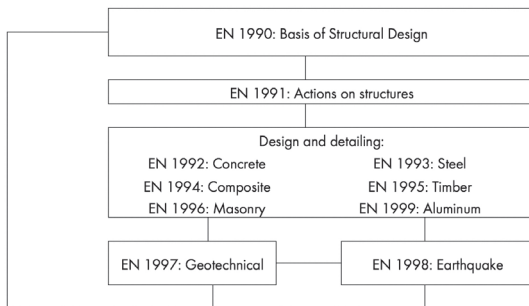 EN 1990: Basis of Structural Design
EN 1991: Actions on structures
Design and detailing:
EN 1992: Concrete EN 1993: Steel
EN 1994: Composite EN 1995: Timber
EN 1996: Masonry EN 1999: Aluminum
EN 1997: Geotechnical EN 1998: Earthquake